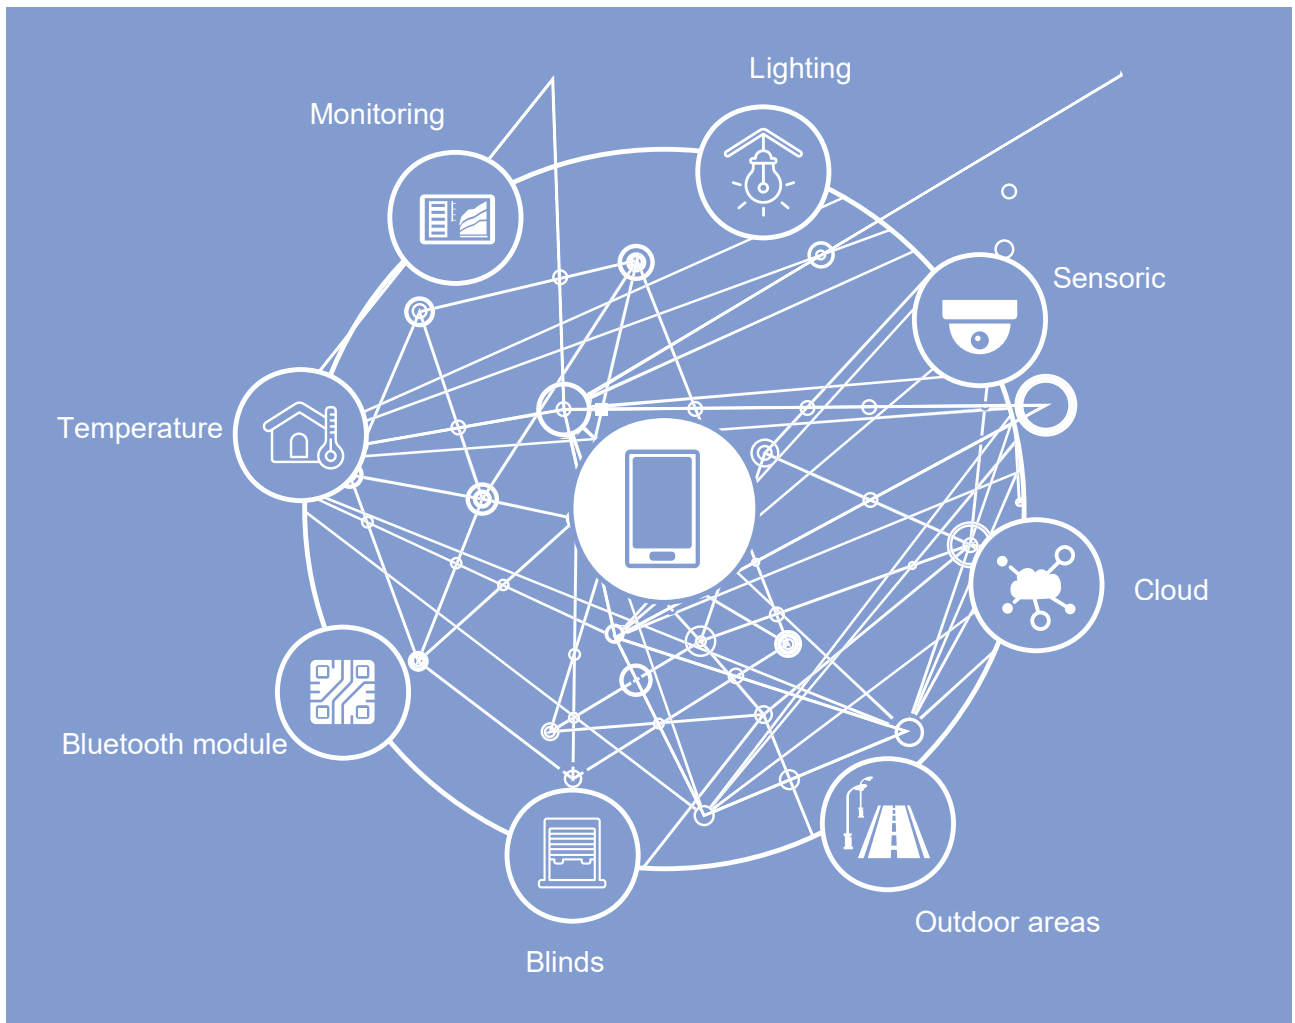 Lighting
Monitoring
Sensoric
Temperature
Cloud
Bluetooth module
Outdoor areas
Blinds